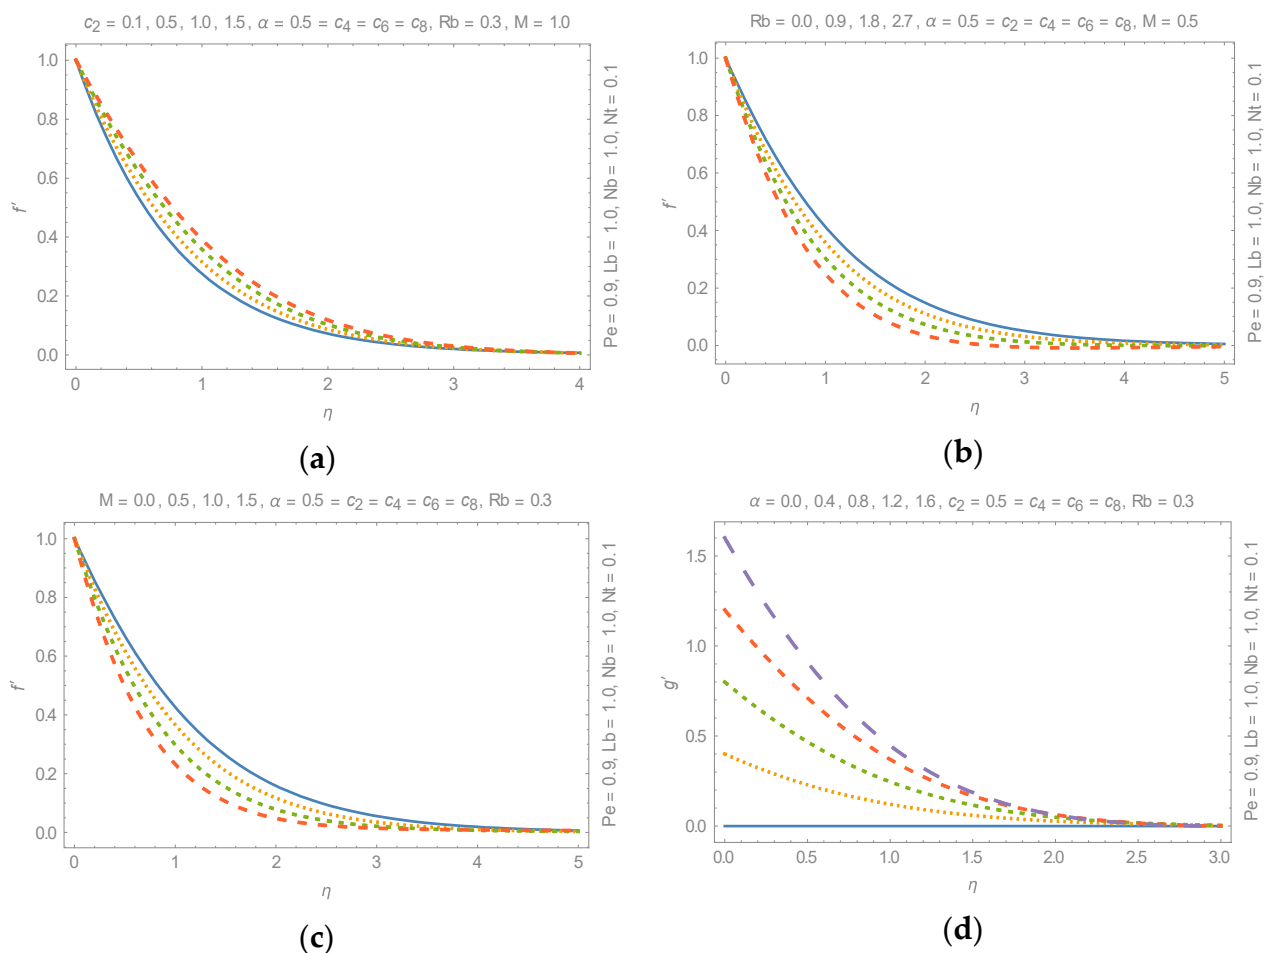 c₂ = 0.1 , 0.5 , 1.0 , 1.5 , α = 0.5 = c₄ = c₆ = c₈, Rb = 0.3 , M = 1.0
1.0
0.8
0.6
0.4
0.2
0.0
f′
0 1 2 3 4
η
Pe = 0.9, Lb = 1.0, Nb = 1.0, Nt = 0.1
(a)
Rb = 0.0 , 0.9 , 1.8 , 2.7 , α = 0.5 = c₂ = c₄ = c₆ = c₈, M = 0.5
1.0
0.8
0.6
0.4
0.2
0.0
f′
0 1 2 3 4 5
η
Pe = 0.9, Lb = 1.0, Nb = 1.0, Nt = 0.1
(b)
M = 0.0 , 0.5 , 1.0 , 1.5 , α = 0.5 = c₂ = c₄ = c₆ = c₈, Rb = 0.3
1.0
0.8
0.6
0.4
0.2
0.0
f′
0 1 2 3 4 5
η
Pe = 0.9, Lb = 1.0, Nb = 1.0, Nt = 0.1
(c)
α = 0.0 , 0.4 , 0.8 , 1.2 , 1.6 , c₂ = 0.5 = c₄ = c₆ = c₈, Rb = 0.3
1.5
1.0
0.5
0.0
g′
0.0 0.5 1.0 1.5 2.0 2.5 3.0
η
Pe = 0.9, Lb = 1.0, Nb = 1.0, Nt = 0.1
(d)